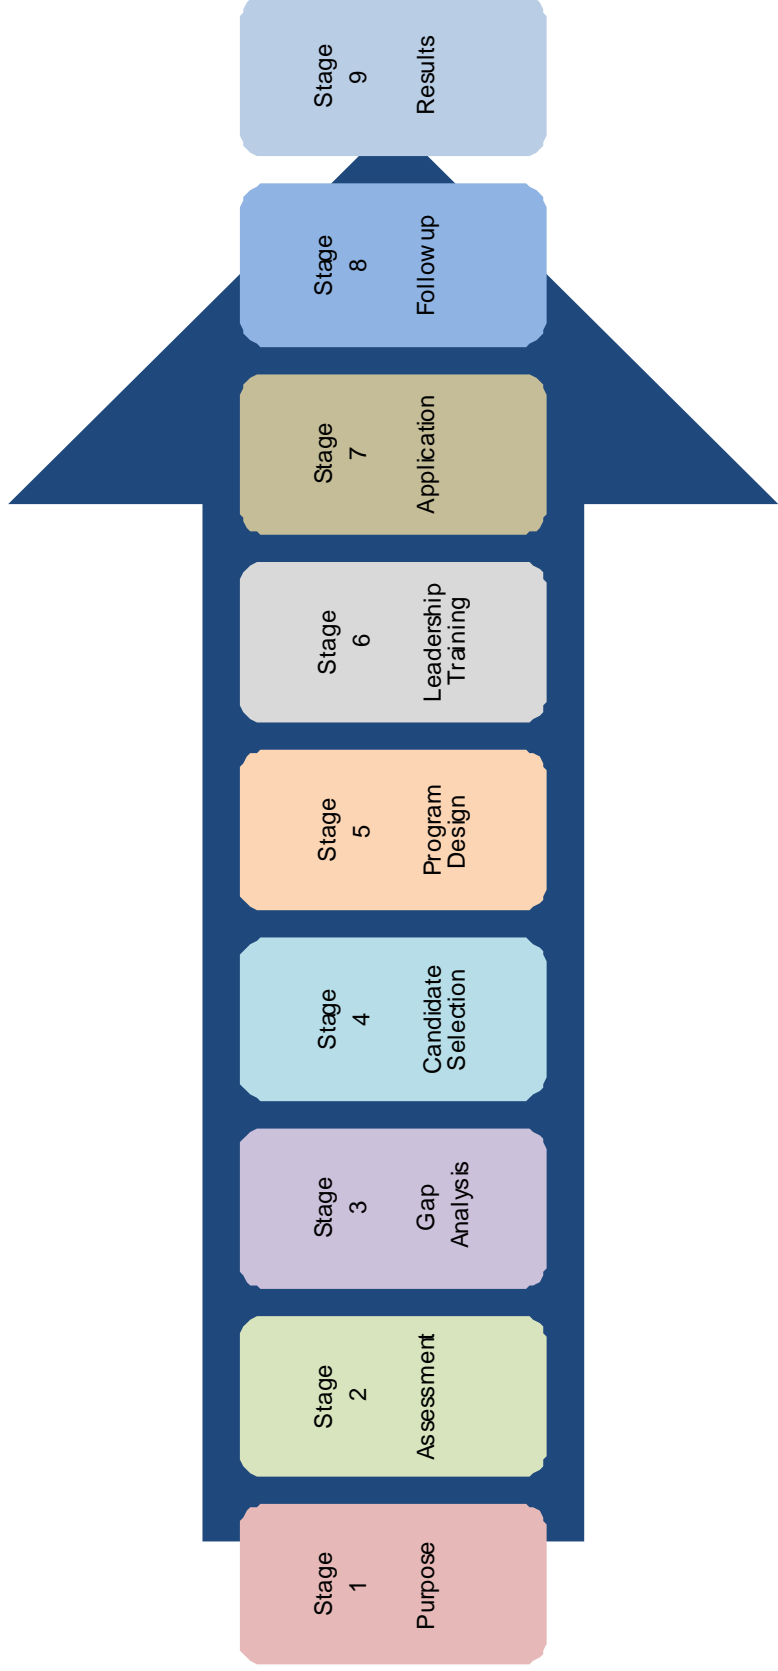 Stage
1
Purpose
Stage
2
Assessment
Stage
3
Gap
Analysis
Stage
4
Candidate
Selection
Stage
5
Program
Design
Stage
6
Leadership
Training
Stage
7
Application
Stage
8
Follow up
Stage
9
Results